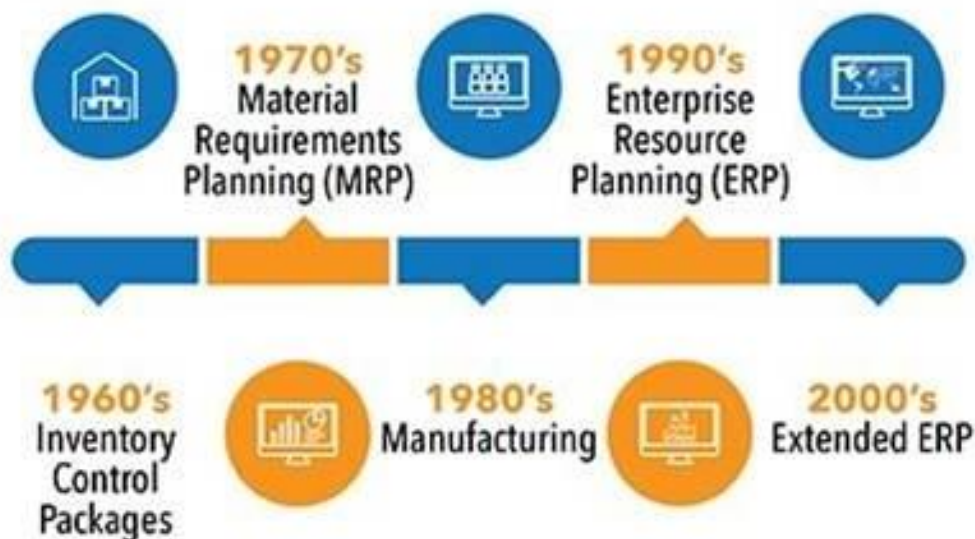 1970's
Material
Requirements
Planning (MRP)
1990's
Enterprise
Resource
Planning (ERP)
1960's
Inventory
Control
Packages
1980's
Manufacturing
2000's
Extended ERP